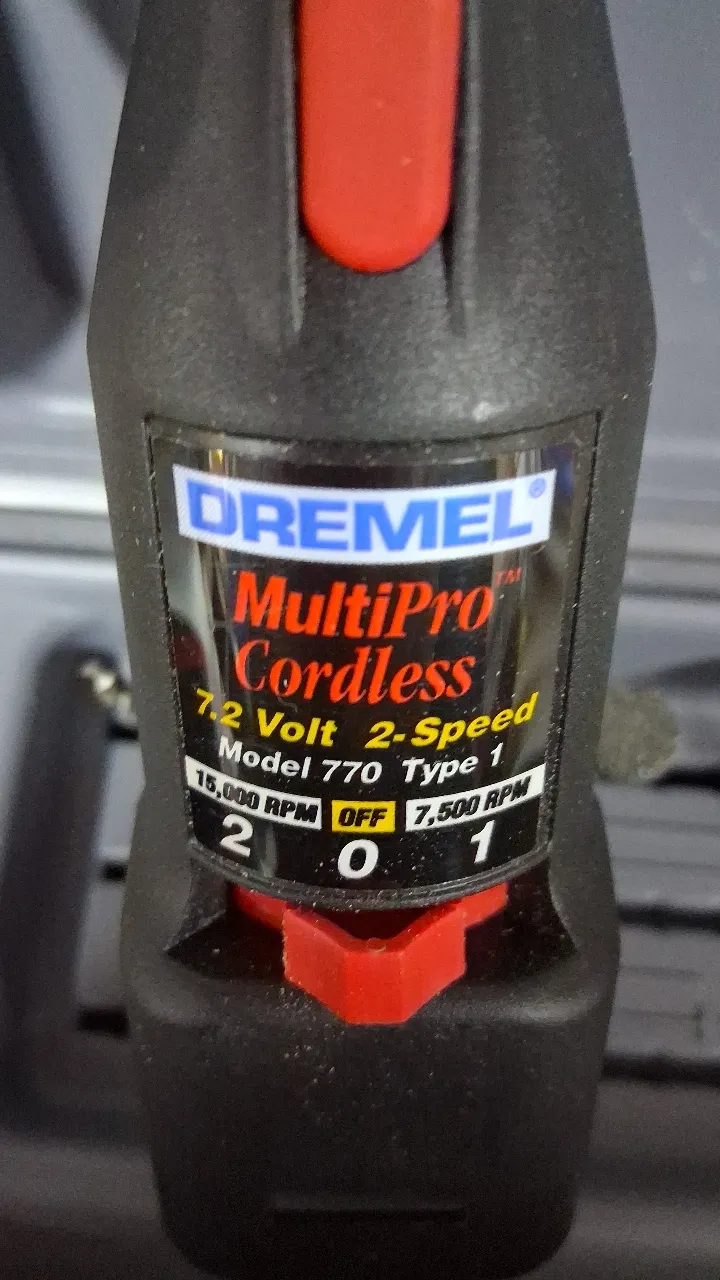 DREMEL®
MultiPro™
Cordless
7.2 Volt 2-Speed
Model 770 Type 1
15,000 RPM OFF 7,500 RPM
2 0 1